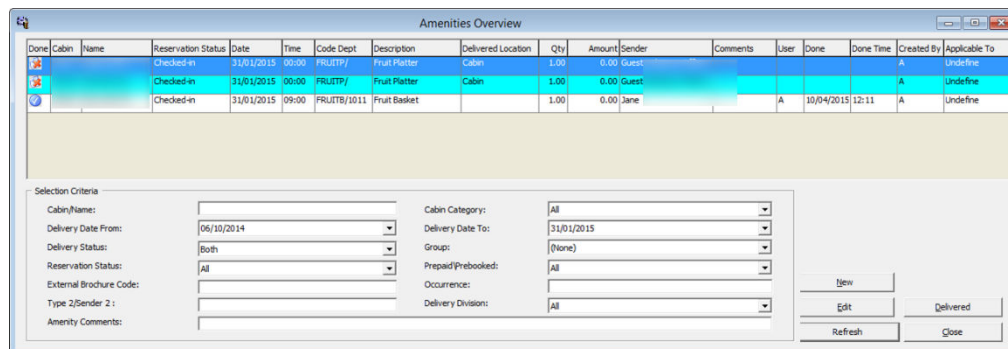 Amenities Overview
Done Cabin Name Reservation Status Date Time Code Dept Description Delivered Location Qty Amount Sender Comments User Done Done Time Created By Applicable To
Checked-in 31/01/2015 00:00 FRUITP/ Fruit Platter Cabin 1.00 0.00 Guest A Undefine
Checked-in 31/01/2015 00:00 FRUITP/ Fruit Platter Cabin 1.00 0.00 Guest A Undefine
Checked-in 31/01/2015 09:00 FRUITB/1011 Fruit Basket 1.00 0.00 Jane A 10/04/2015 12:11 A Undefine
Selection Criteria
Cabin/Name: Cabin Category: All
Delivery Date From: 06/10/2014 Delivery Date To: 31/01/2015
Delivery Status: Both Group: (None)
Reservation Status: All Prepaid\Prebooked: All
External Brochure Code: Occurrence: New
Type 2/Sender 2 : Delivery Division: All Edit Delivered
Amenity Comments: Refresh Close